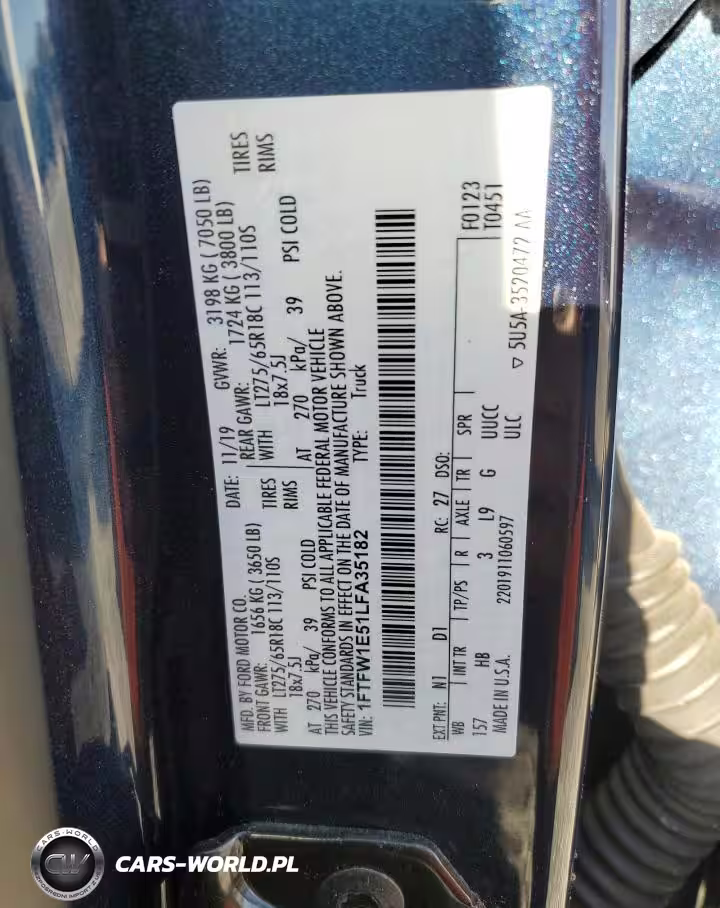 MFD. BY FORD MOTOR CO.
DATE: 11/19
GVWR: 3198 KG ( 7050 LB)
FRONT GAWR: 1656 KG ( 3650 LB)
REAR GAWR: 1724 KG ( 3800 LB)
WITH LT275/65R18C 113/110S TIRES
WITH LT275/65R18C 113/110S TIRES
18x7.5J RIMS
18x7.5J RIMS
AT 270 kPa/ 39 PSI COLD
AT 270 kPa/ 39 PSI COLD
THIS VEHICLE CONFORMS TO ALL APPLICABLE FEDERAL MOTOR VEHICLE
SAFETY STANDARDS IN EFFECT ON THE DATE OF MANUFACTURE SHOWN ABOVE.
VIN: 1FTFW1E51LFA35182
TYPE: Truck
EXT PNT: N1 D1 RC: 27 DSO: F0123
WB INT TR TP/PS R AXLE TR SPR T0451
157 HB 3 L9 G UUCC
MADE IN U.S.A. 2201911060597 ULC
▽ 5U5A-3520472 AA
CARS-WORLD
CW
CARS-WORLD.PL